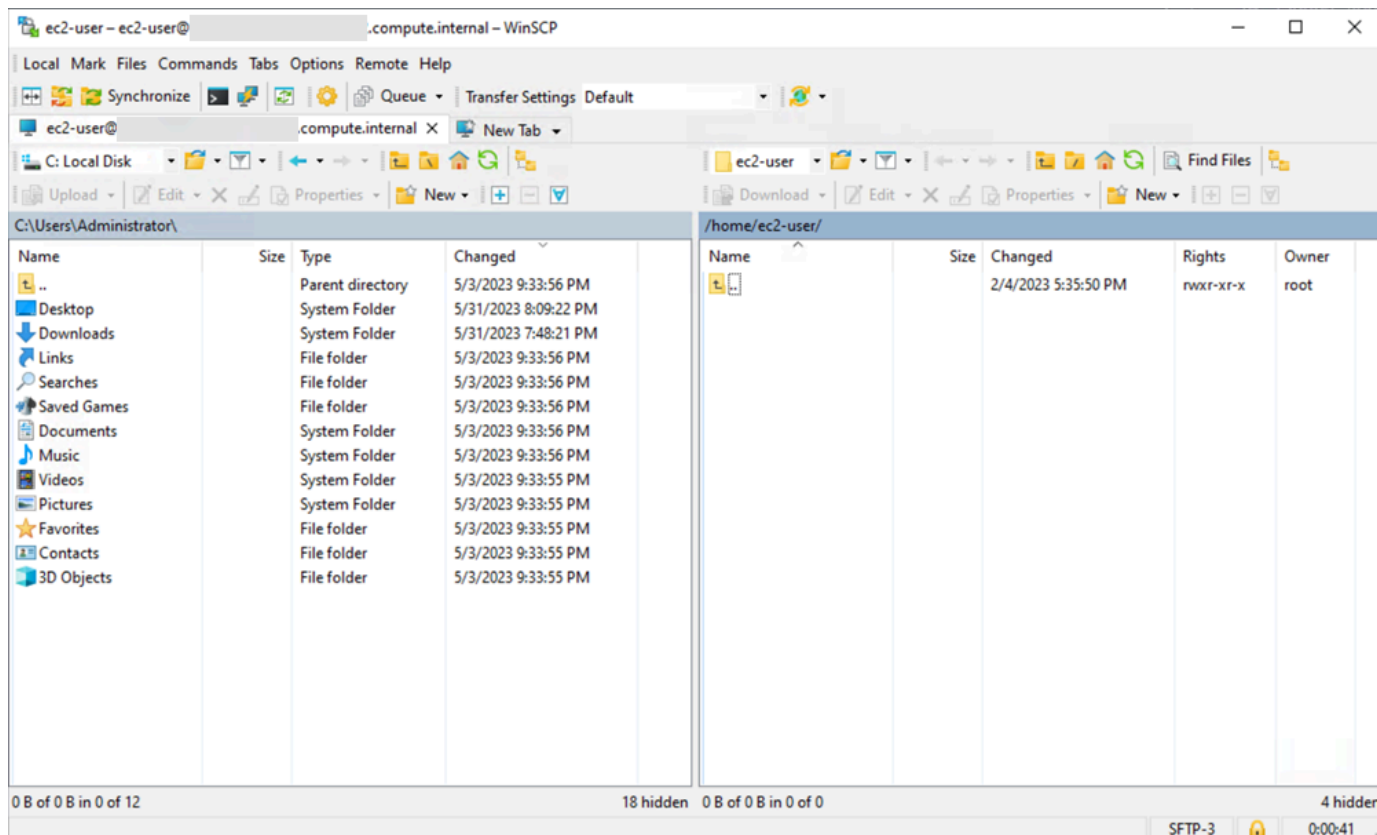 ec2-user – ec2-user@ .compute.internal – WinSCP
Local Mark Files Commands Tabs Options Remote Help
Synchronize Queue Transfer Settings Default
ec2-user@ .compute.internal × New Tab
C: Local Disk
ec2-user Find Files
Upload Edit Properties New
Download Edit Properties New
C:\Users\Administrator\
/home/ec2-user/
Name Size Type Changed
.. Parent directory 5/3/2023 9:33:56 PM
Desktop System Folder 5/31/2023 8:09:22 PM
Downloads System Folder 5/31/2023 7:48:21 PM
Links File folder 5/3/2023 9:33:56 PM
Searches File folder 5/3/2023 9:33:56 PM
Saved Games File folder 5/3/2023 9:33:56 PM
Documents System Folder 5/3/2023 9:33:56 PM
Music System Folder 5/3/2023 9:33:56 PM
Videos System Folder 5/3/2023 9:33:55 PM
Pictures System Folder 5/3/2023 9:33:55 PM
Favorites File folder 5/3/2023 9:33:55 PM
Contacts File folder 5/3/2023 9:33:55 PM
3D Objects File folder 5/3/2023 9:33:55 PM
Name Size Changed Rights Owner
.. 2/4/2023 5:35:50 PM rwxr-xr-x root
0 B of 0 B in 0 of 12 18 hidden
0 B of 0 B in 0 of 0 4 hidden
SFTP-3 0:00:41